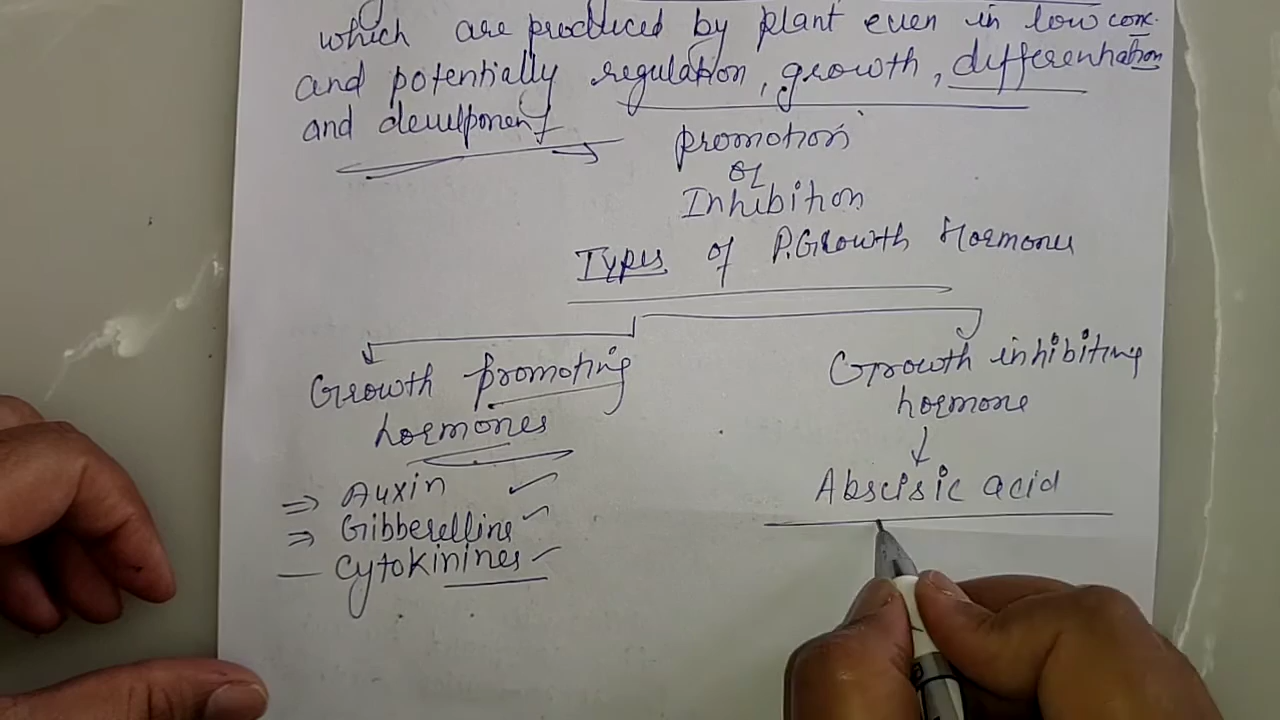 which are produced by plant even in low conc.
and potentially regulation, growth, differentiation
and development
promotion
or
Inhibition
Types of P.Growth Hormones
Growth promoting
hormones
Growth inhibiting
hormone
⇒ Auxin ✓
⇒ Gibberelline ✓
— Cytokinines ✓
Abscisic acid